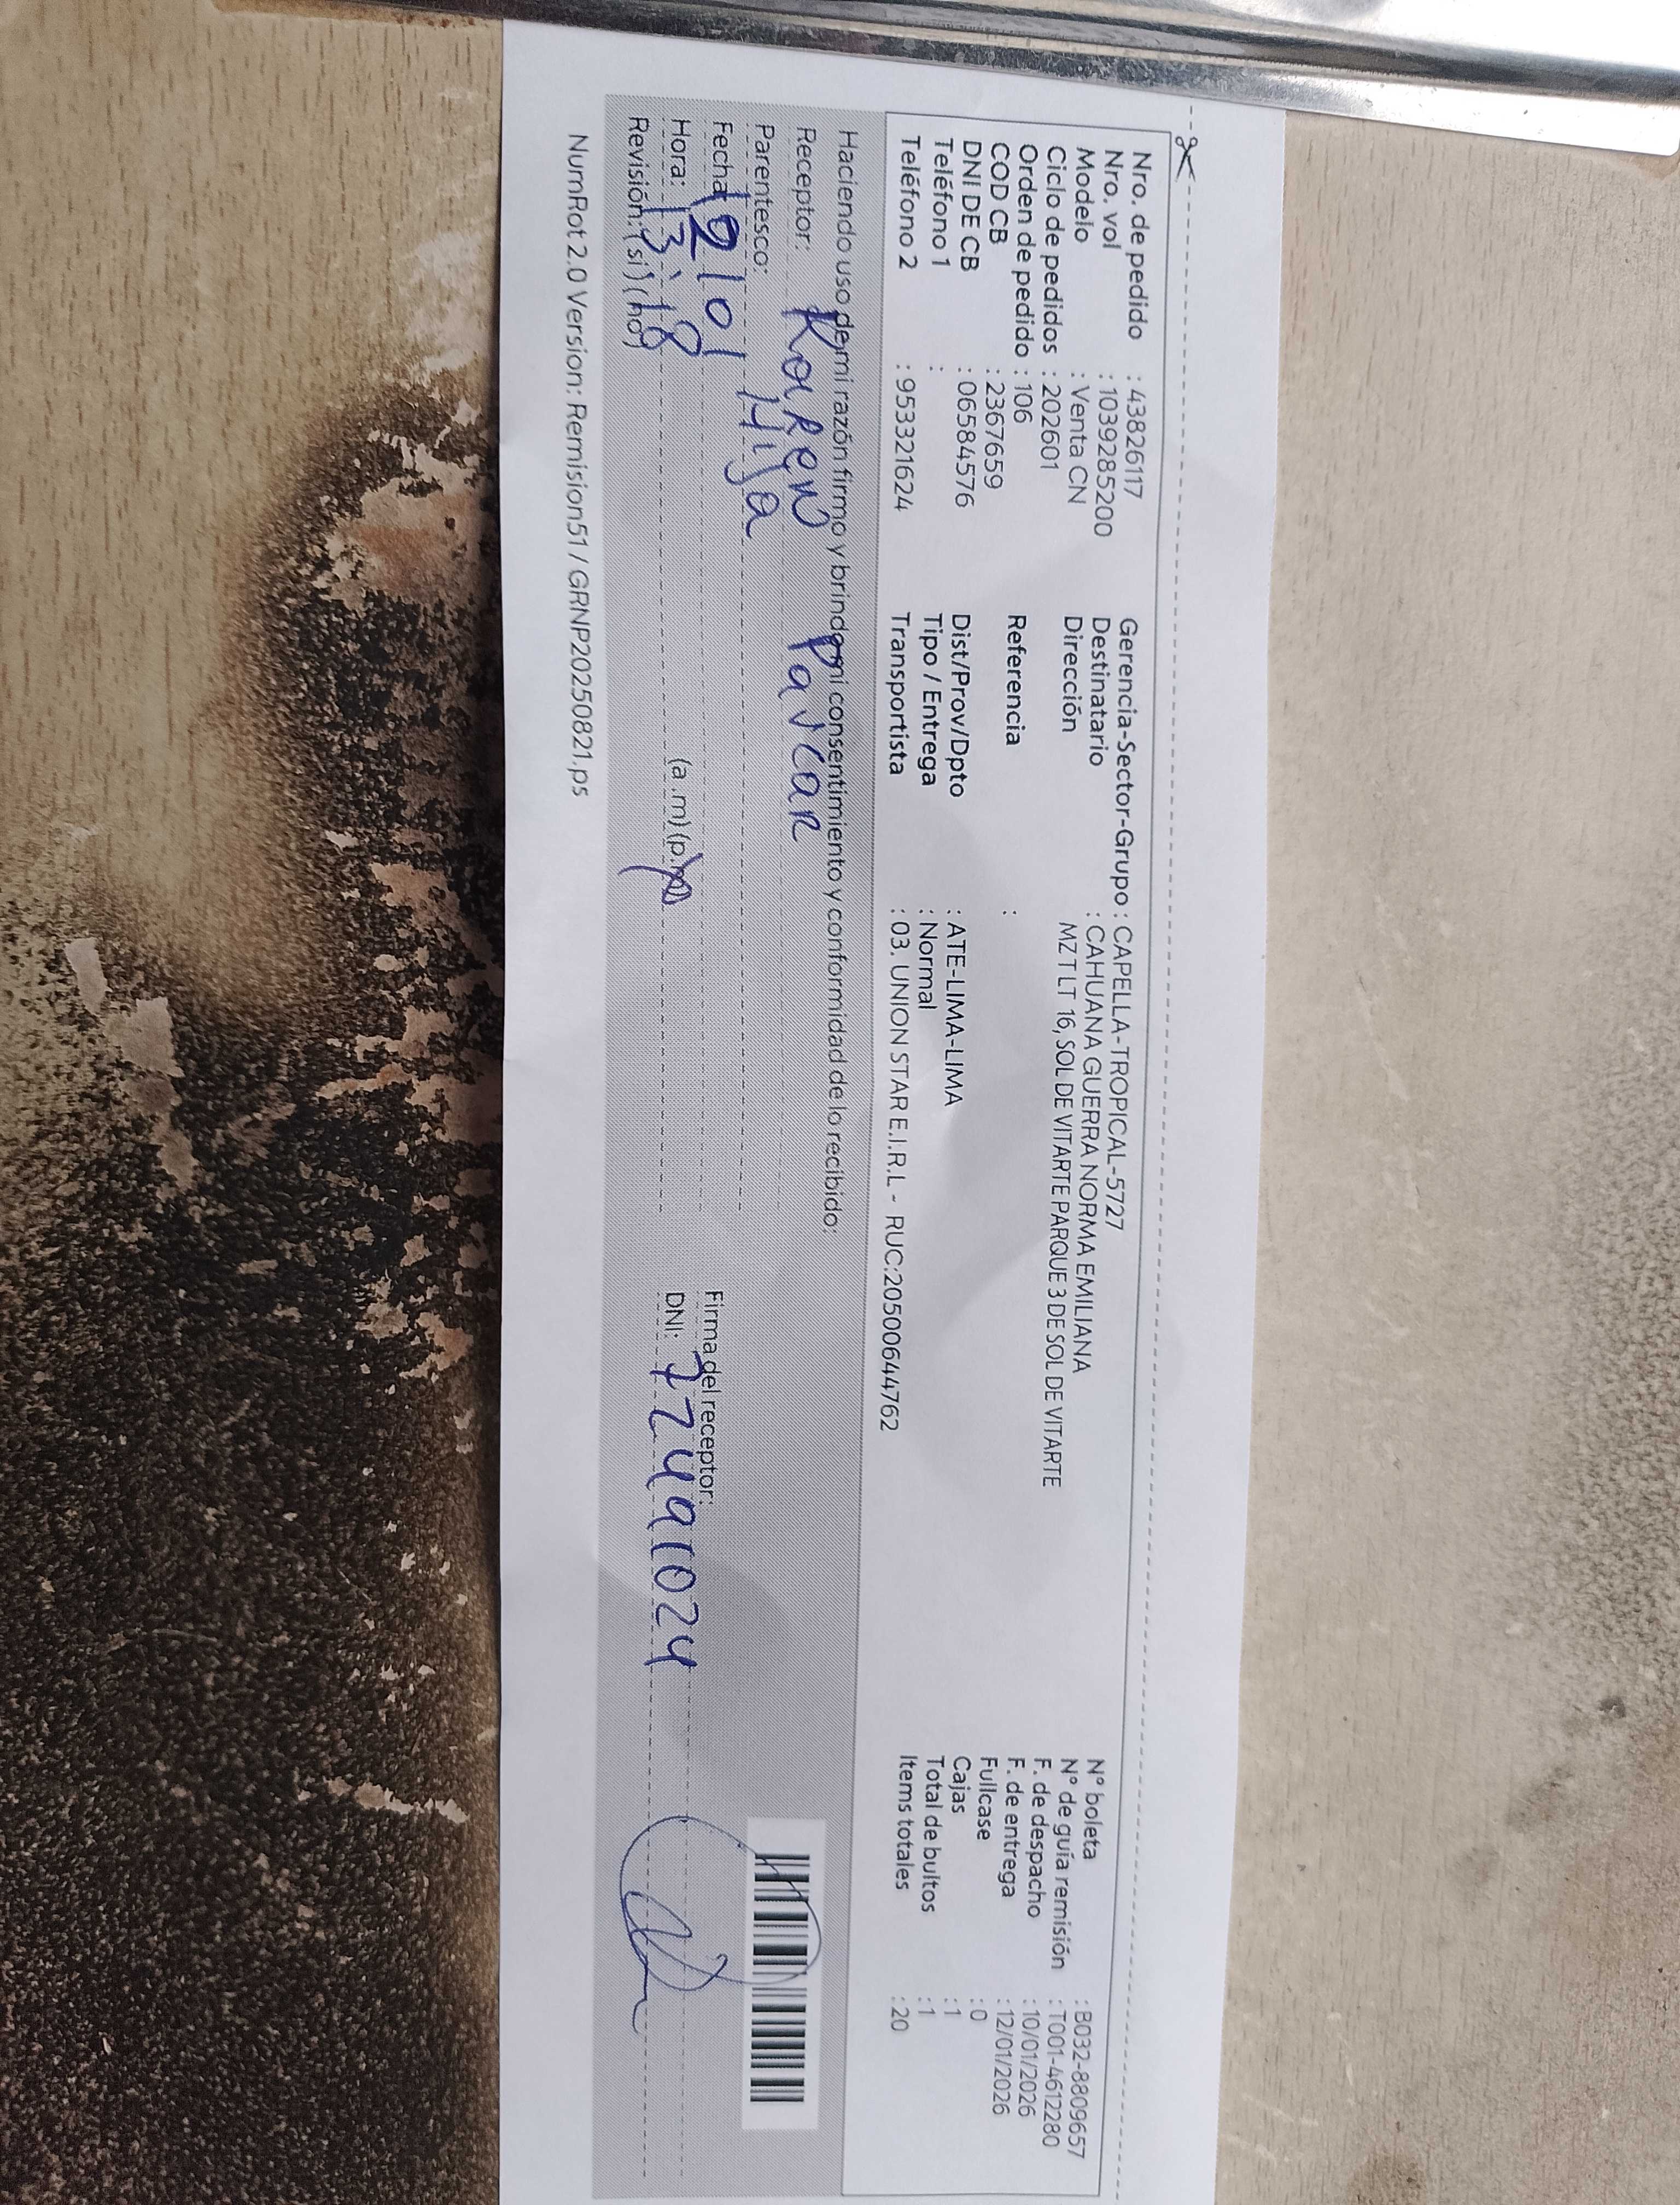 Nro. de pedido : 43826117
Nro. vol : 1039285200
Modelo : Venta CN
Ciclo de pedidos : 202601
Orden de pedido : 106
COD CB : 2367659
DNI DE CB : 06584576
Teléfono 1 :
Teléfono 2 : 953321624
Gerencia-Sector-Grupo : CAPELLA-TROPICAL-5727
Destinatario : CAHUANA GUERRA NORMA EMILIANA
Dirección MZ T LT 16, SOL DE VITARTE PARQUE 3 DE SOL DE VITARTE
Referencia :
Dist/Prov/Dpto : ATE-LIMA-LIMA
Tipo / Entrega : Normal
Transportista : 03. UNION STAR E.I.R.L - RUC:20500644762
N° boleta : B032-8809657
N° de guía remisión : T001-4612280
F. de despacho : 10/01/2026
F. de entrega : 12/01/2026
Fullcase : 0
Cajas : 1
Total de bultos : 1
Items totales : 20
Haciendo uso de mi razón firmo y brindo mi consentimiento y conformidad de lo recibido:
Receptor: Karen Paucar
Parentesco: Hija
Fecha: 12/01
Hora: 13:18 (a .m) (p.m)
Revisión: (si) (no)
Firma del receptor:
DNI: 77491024
NumRot 2.0 Version: Remision51 / GRNP20250821.ps